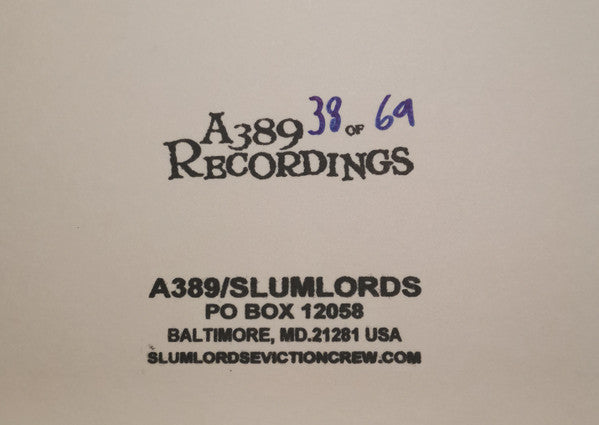 A389 38 OF 69
RECORDINGS
A389/SLUMLORDS
PO BOX 12058
BALTIMORE, MD.21281 USA
SLUMLORDSEVICTIONCREW.COM